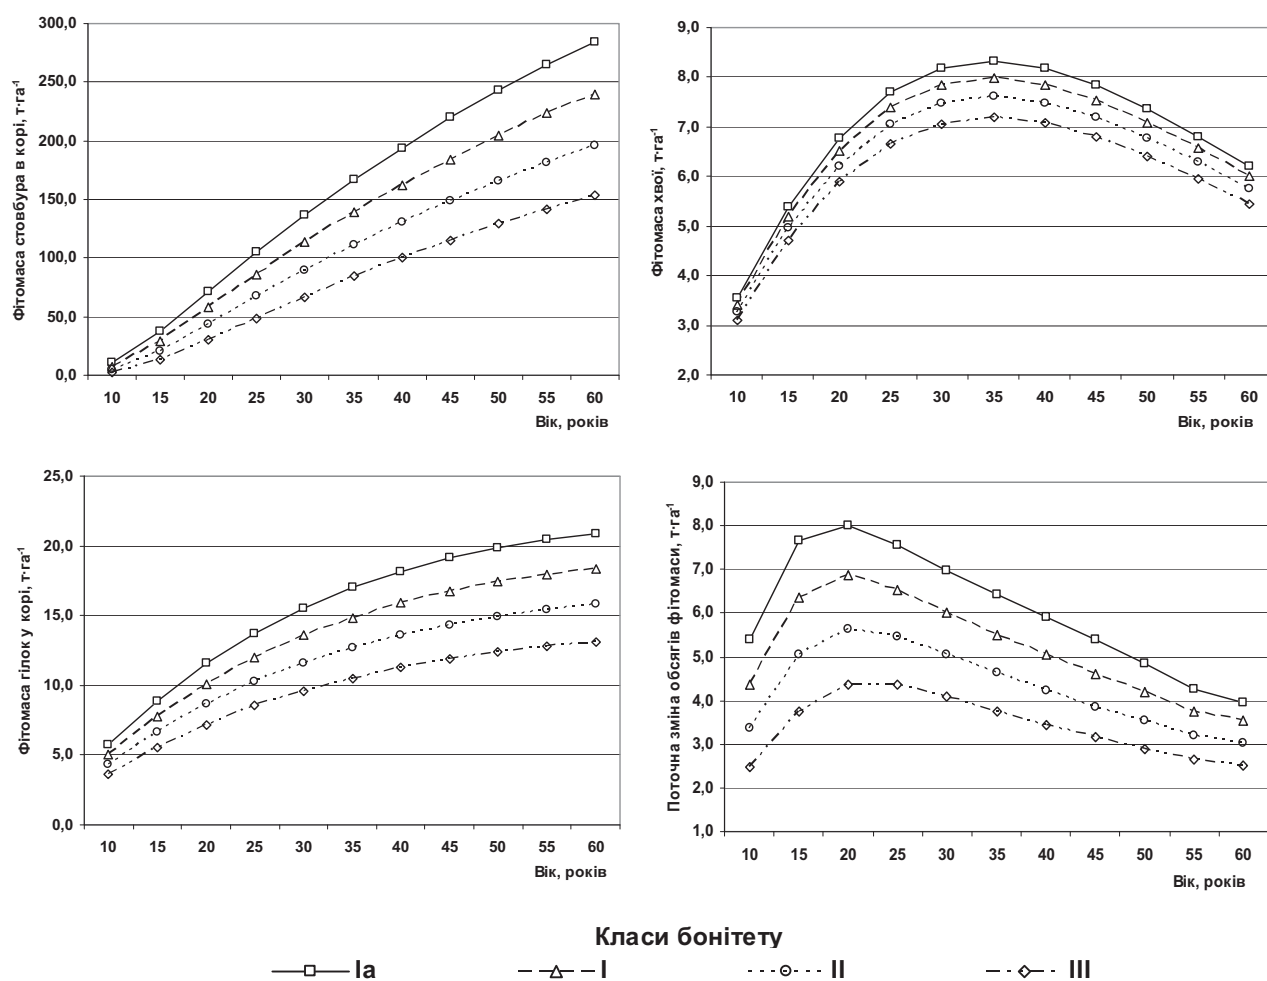 Фітомаса стовбура в корі, т·га⁻¹
300,0
250,0
200,0
150,0
100,0
50,0
0,0
10 15 20 25 30 35 40 45 50 55 60
Вік, років
Фітомаса хвої, т·га⁻¹
9,0
8,0
7,0
6,0
5,0
4,0
3,0
2,0
10 15 20 25 30 35 40 45 50 55 60
Вік, років
Фітомаса гілок у корі, т·га⁻¹
25,0
20,0
15,0
10,0
5,0
0,0
10 15 20 25 30 35 40 45 50 55 60
Вік, років
Поточна зміна обсягів фітомаси, т·га⁻¹
9,0
8,0
7,0
6,0
5,0
4,0
3,0
2,0
1,0
10 15 20 25 30 35 40 45 50 55 60
Вік, років
Класи бонітету
Ia I II III